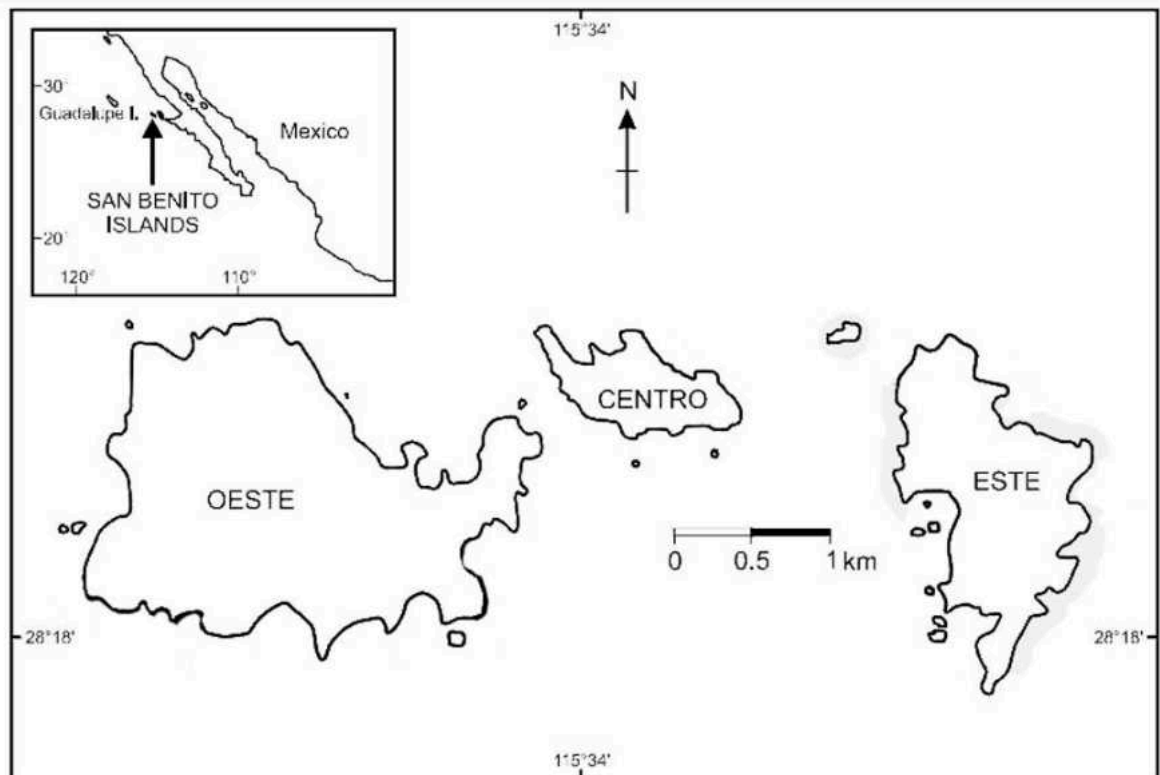 115°34'
30°
Guadalupe I.
Mexico
SAN BENITO
ISLANDS
20°
120°
110°
N
CENTRO
OESTE
ESTE
0
0.5
1 km
28°18'
28°18'
115°34'